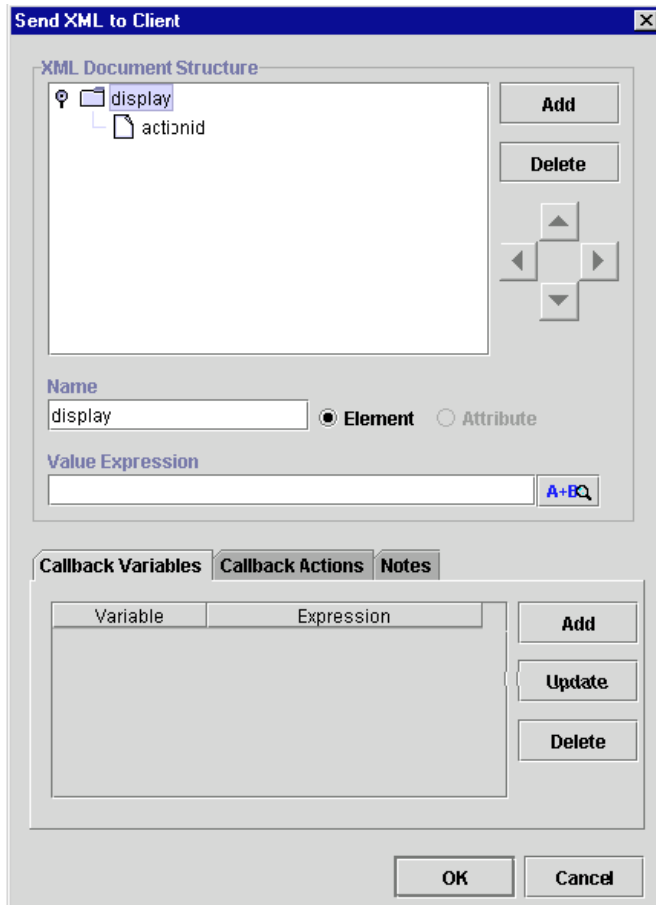 Send XML to Client
XML Document Structure
display
actionid
Add
Delete
Name
display
Element
Attribute
Value Expression
A+B
Callback Variables
Callback Actions
Notes
Variable
Expression
Add
Update
Delete
OK
Cancel